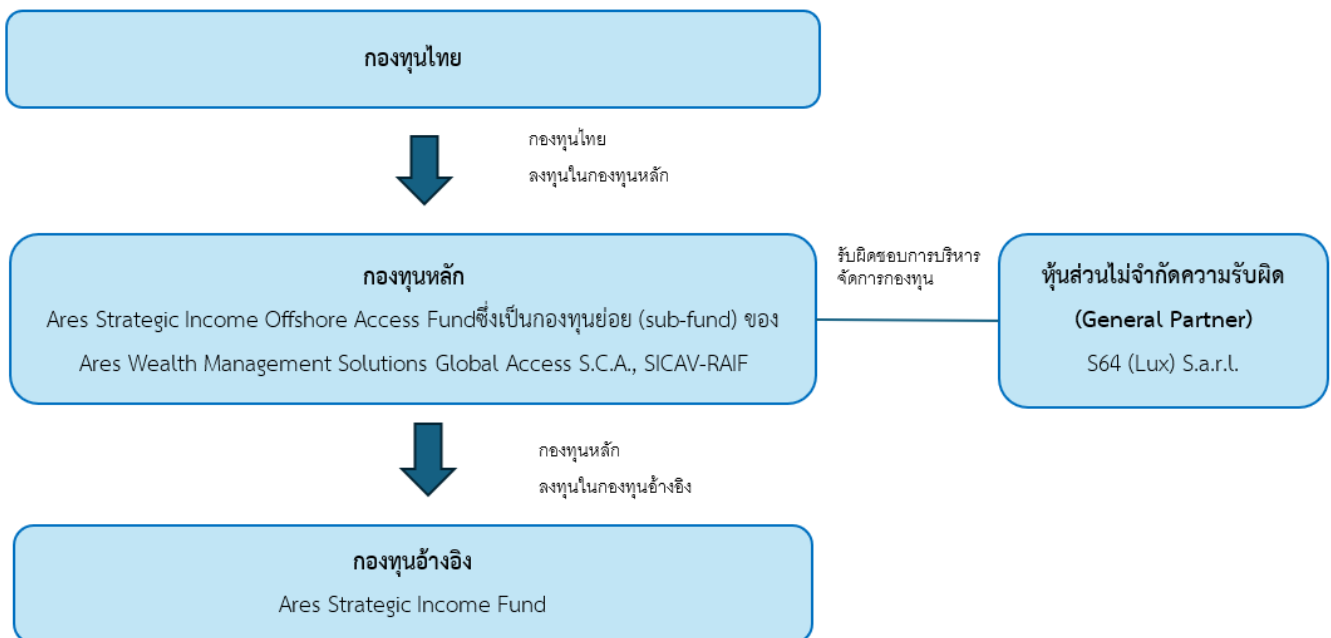 กองทุนไทย
กองทุนไทย
ลงทุนในกองทุนหลัก
กองทุนหลัก
Ares Strategic Income Offshore Access Fundซึ่งเป็นกองทุนย่อย (sub-fund) ของ
Ares Wealth Management Solutions Global Access S.C.A., SICAV-RAIF
รับผิดชอบการบริหาร
จัดการกองทุน
หุ้นส่วนไม่จำกัดความรับผิด
(General Partner)
S64 (Lux) S.a.r.l.
กองทุนหลัก
ลงทุนในกองทุนอ้างอิง
กองทุนอ้างอิง
Ares Strategic Income Fund